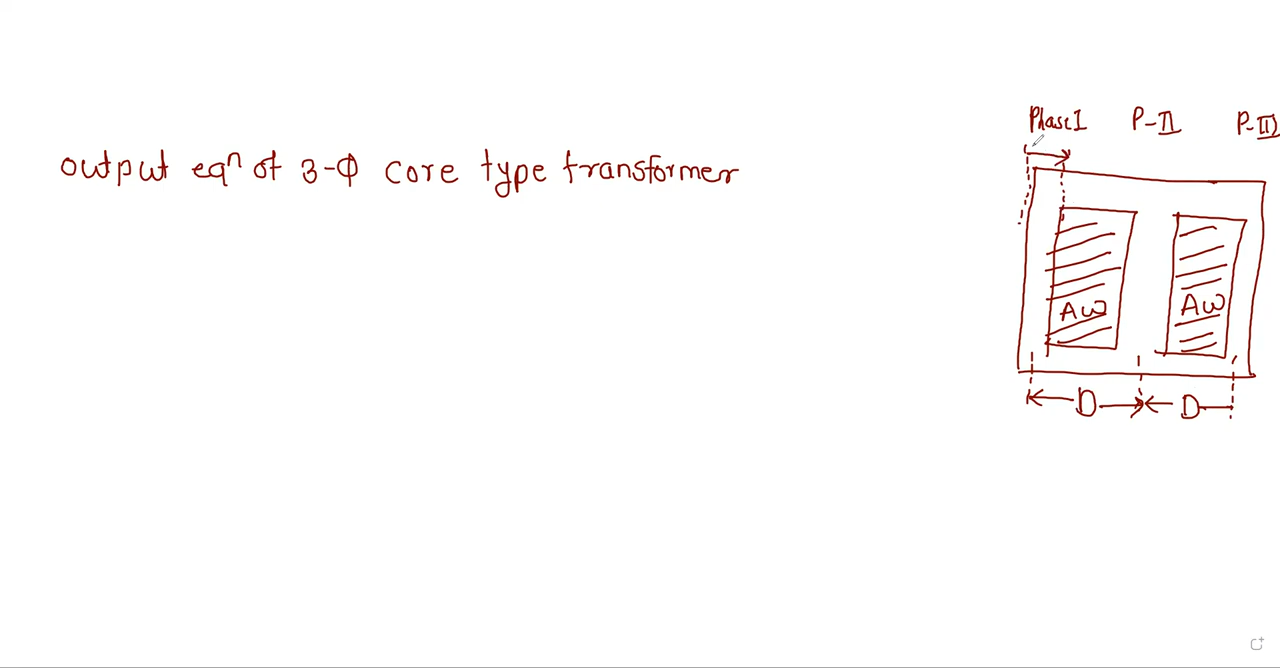 Phase I P-II P-III
output eqⁿ of 3-Φ core type transformer
Aw Aw
D D